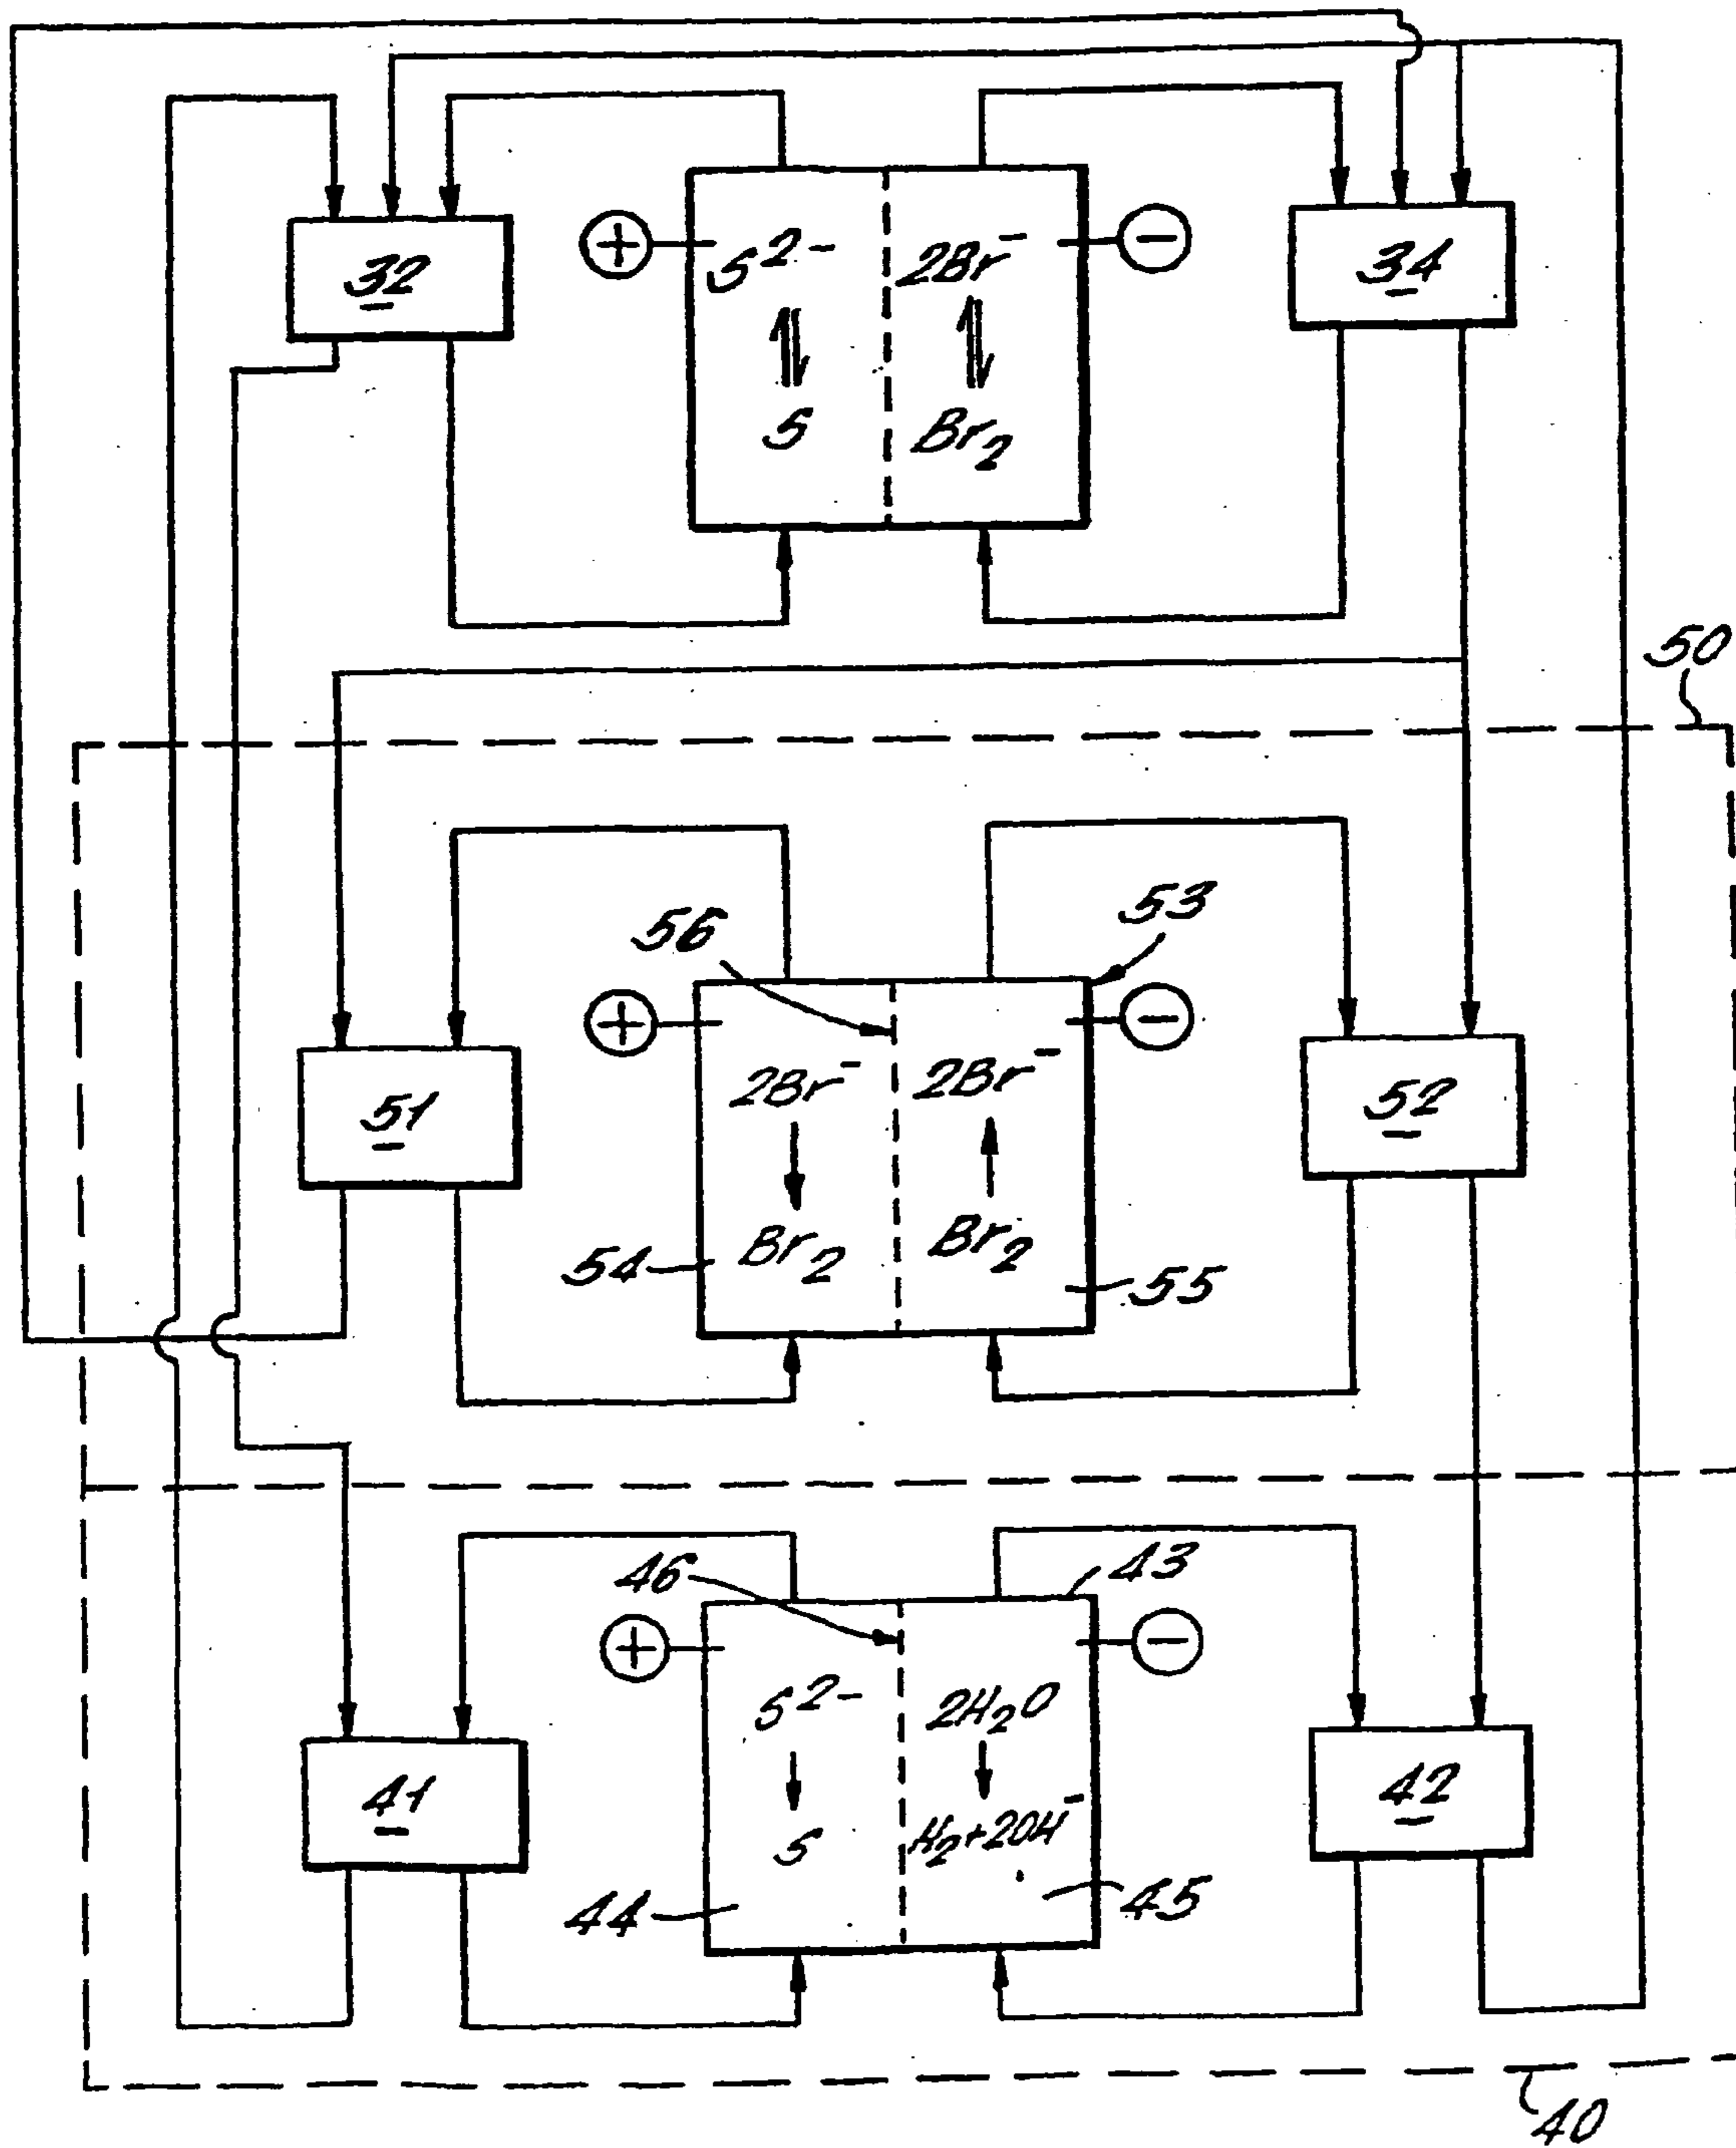 32
34
+
−
S²⁻
2Br⁻
⇅
⇅
S
Br₂
50
56
53
+
−
51
52
2Br⁻
2Br⁻
↓
↑
Br₂
Br₂
54
55
46
43
+
−
41
42
S²⁻
2H₂O
↓
↓
S
H₂+2OH⁻
44
45
40